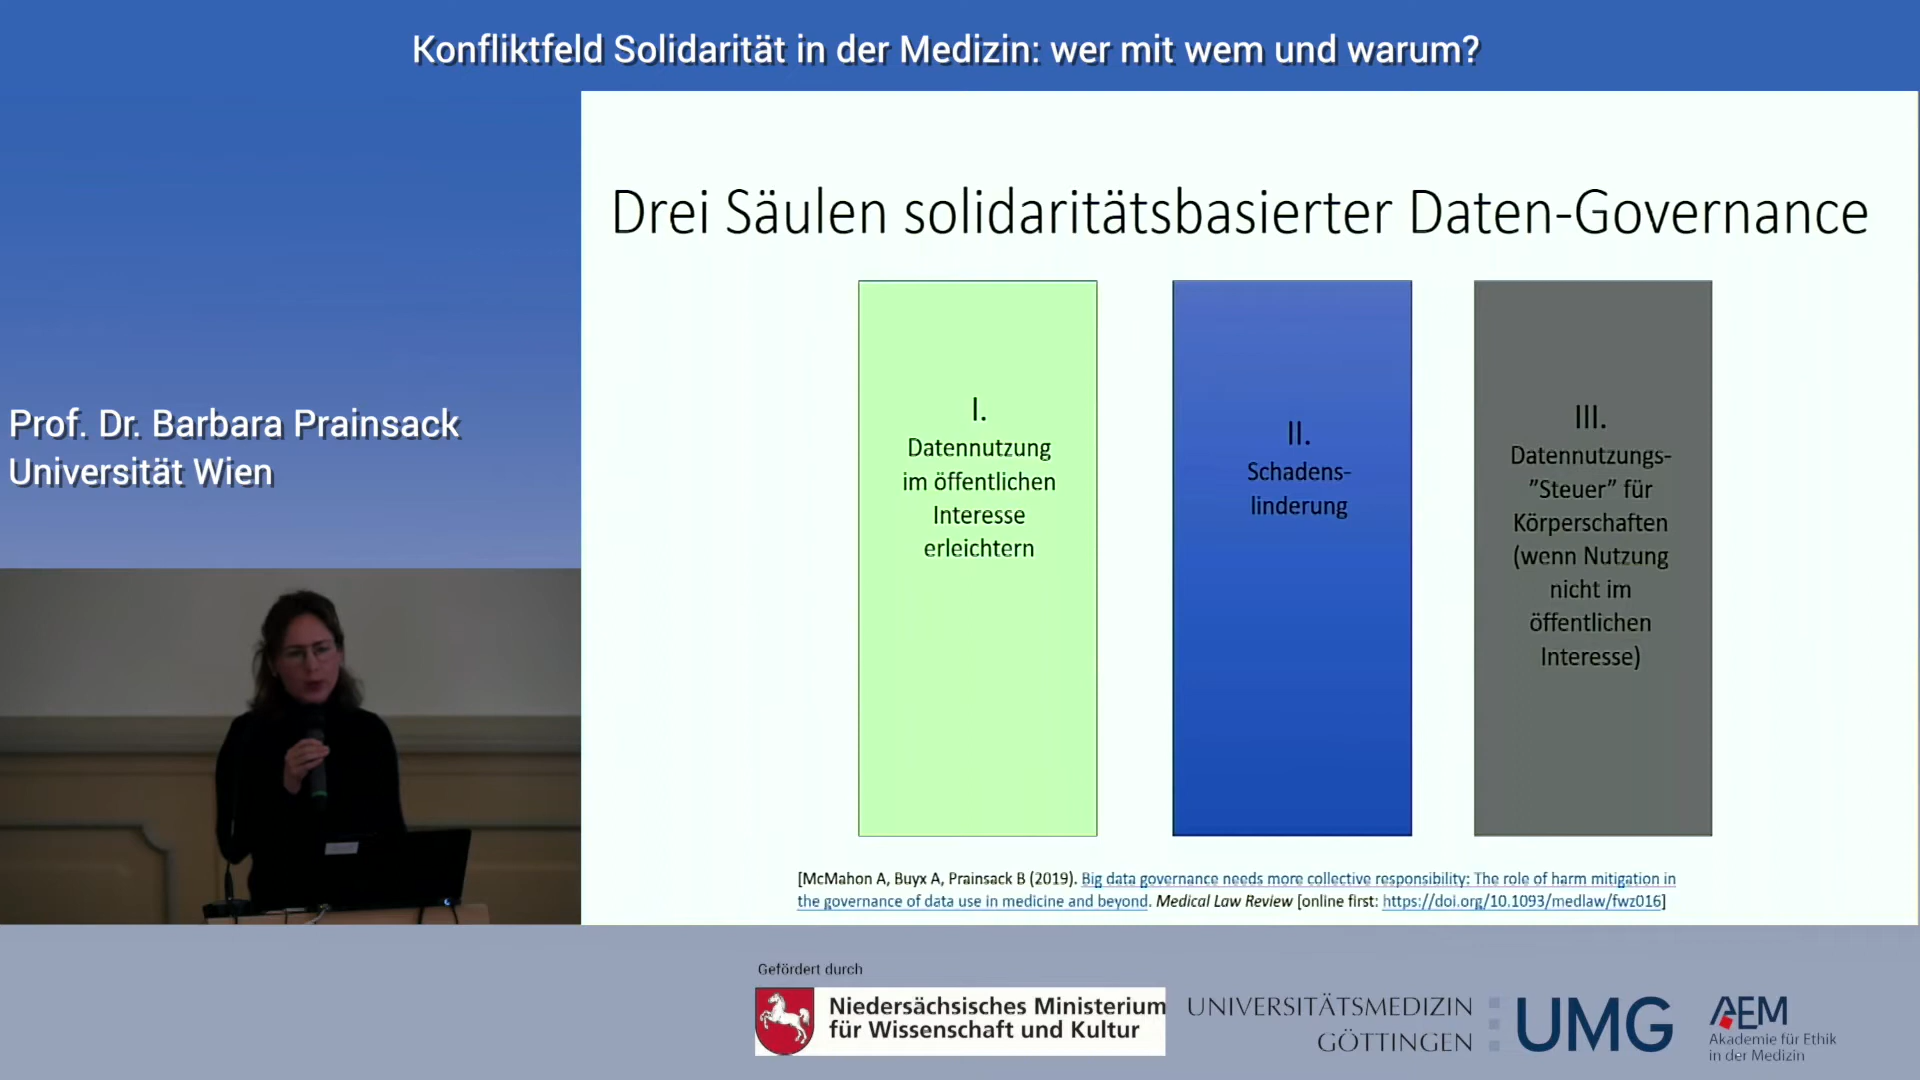 Konfliktfeld Solidarität in der Medizin: wer mit wem und warum?
Prof. Dr. Barbara Prainsack
Universität Wien
Drei Säulen solidaritätsbasierter Daten-Governance
I.
Datennutzung
im öffentlichen
Interesse
erleichtern
II.
Schadens-
linderung
III.
Datennutzungs-
”Steuer” für
Körperschaften
(wenn Nutzung
nicht im
öffentlichen
Interesse)
[McMahon A, Buyx A, Prainsack B (2019). Big data governance needs more collective responsibility: The role of harm mitigation in
the governance of data use in medicine and beyond. Medical Law Review [online first: https://doi.org/10.1093/medlaw/fwz016]
Gefördert durch
Niedersächsisches Ministerium
für Wissenschaft und Kultur
UNIVERSITÄTSMEDIZIN
GÖTTINGEN
UMG
AEM
Akademie für Ethik
in der Medizin